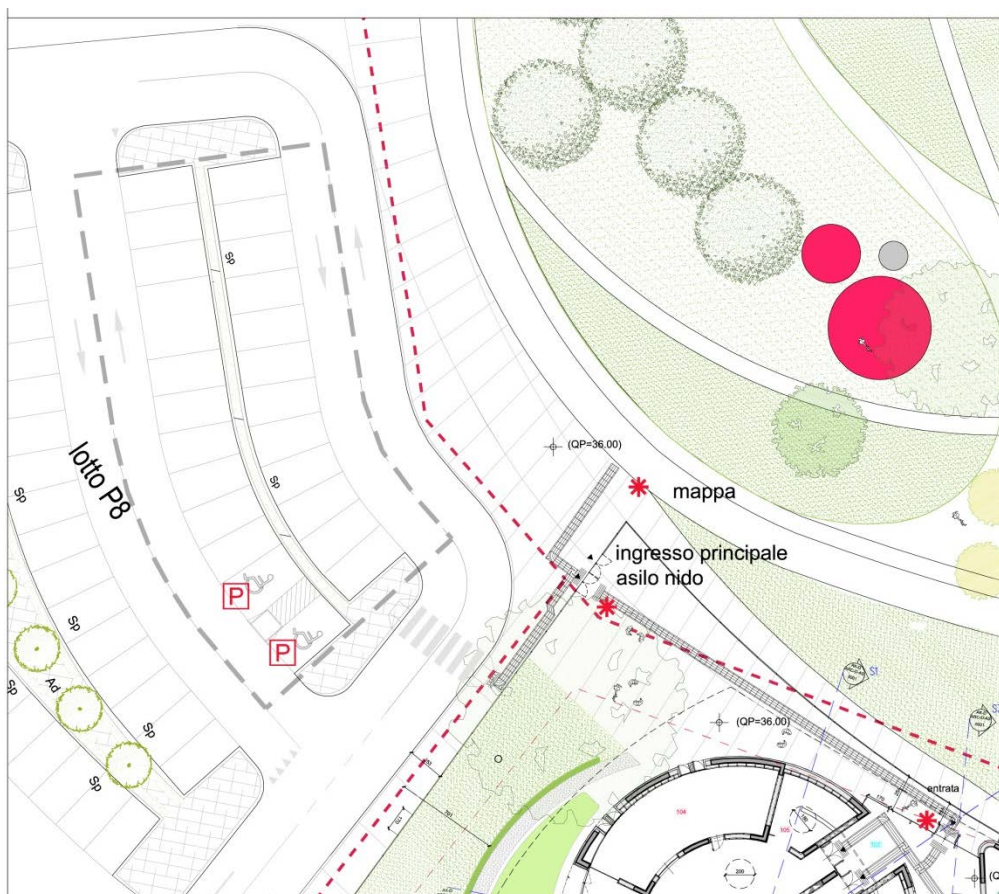 Sp
(QP=36.00)
mappa
lotto P8
ingresso principale
asilo nido
Sp
Sp
P
Sp
P
Sp
Ad
Sp
Sp
S1
(QP=36.00)
entrata
104
105
200